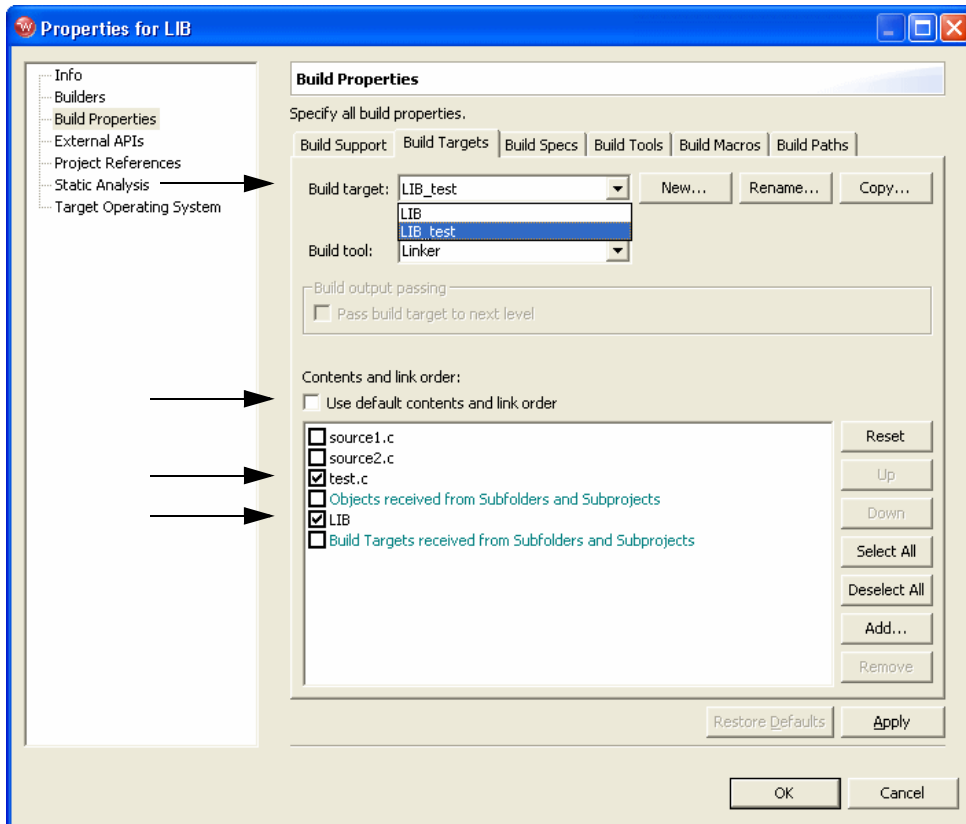 Properties for LIB
Info
Builders
Build Properties
External APIs
Project References
Static Analysis
Target Operating System
Build Properties
Specify all build properties.
Build Support Build Targets Build Specs Build Tools Build Macros Build Paths
Build target: LIB_test New... Rename... Copy...
LIB
LIB_test
Build tool: Linker
Build output passing
Pass build target to next level
Contents and link order:
Use default contents and link order
source1.c
source2.c
test.c
Objects received from Subfolders and Subprojects
LIB
Build Targets received from Subfolders and Subprojects
Reset
Up
Down
Select All
Deselect All
Add...
Remove
Restore Defaults Apply
OK Cancel